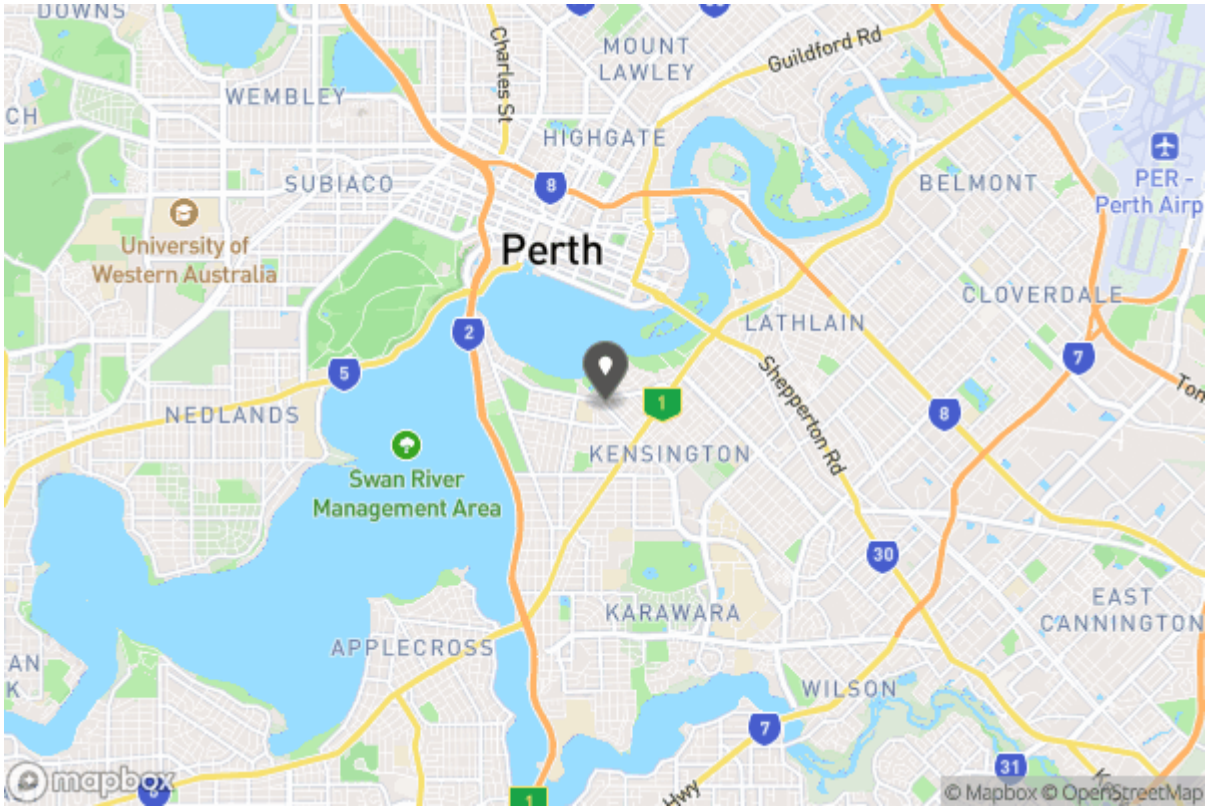 DOWNS
MOUNT
LAWLEY
Guildford Rd
Charles St
WEMBLEY
CH
HIGHGATE
SUBIACO
8
BELMONT
PER -
Perth Airp
University of
Western Australia
Perth
CLOVERDALE
LATHLAIN
2
7
5
Shepperton Rd
Ton
1
8
NEDLANDS
KENSINGTON
Swan River
Management Area
30
KARAWARA
EAST
CANNINGTON
APPLECROSS
AN
K
WILSON
7
31
mapbox
Hwy
1
© Mapbox © OpenStreetMap